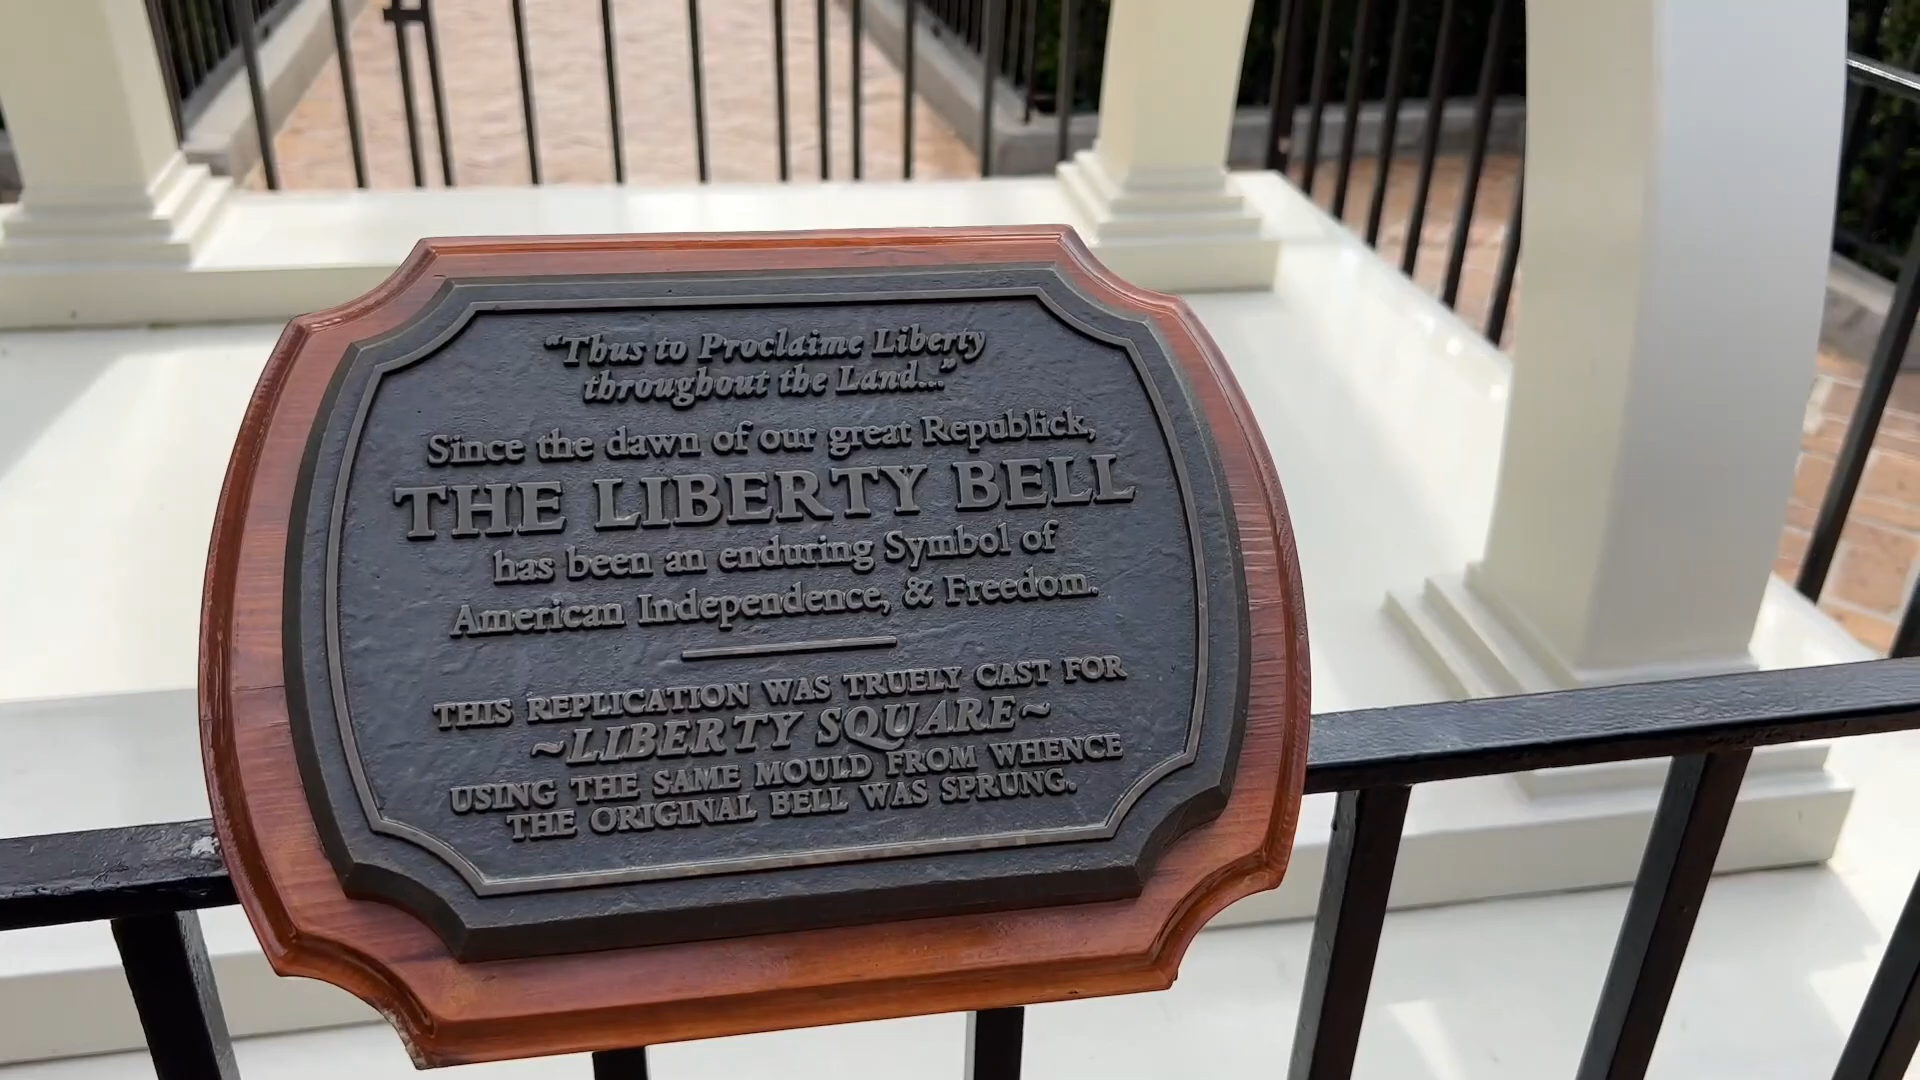 "Thus to Proclaime Liberty
throughout the Land..."
Since the dawn of our great Republick,
THE LIBERTY BELL
has been an enduring Symbol of
American Independence, & Freedom.
THIS REPLICATION WAS TRUELY CAST FOR
~LIBERTY SQUARE~
USING THE SAME MOULD FROM WHENCE
THE ORIGINAL BELL WAS SPRUNG.